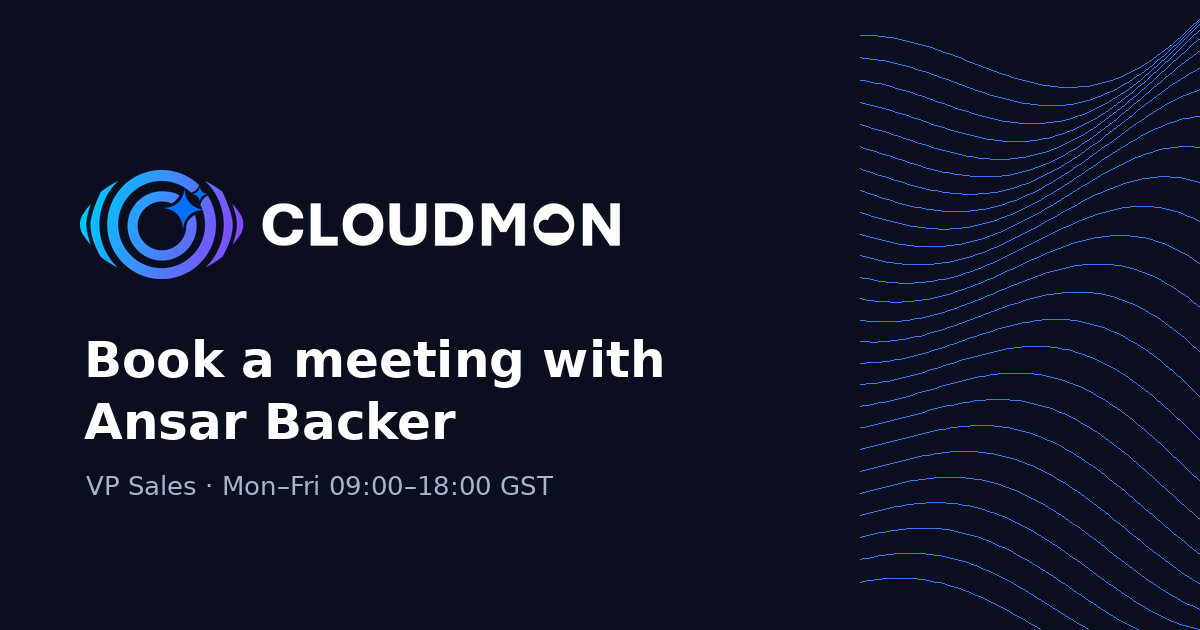 CLOUDMON
Book a meeting with
Ansar Backer
VP Sales · Mon–Fri 09:00–18:00 GST